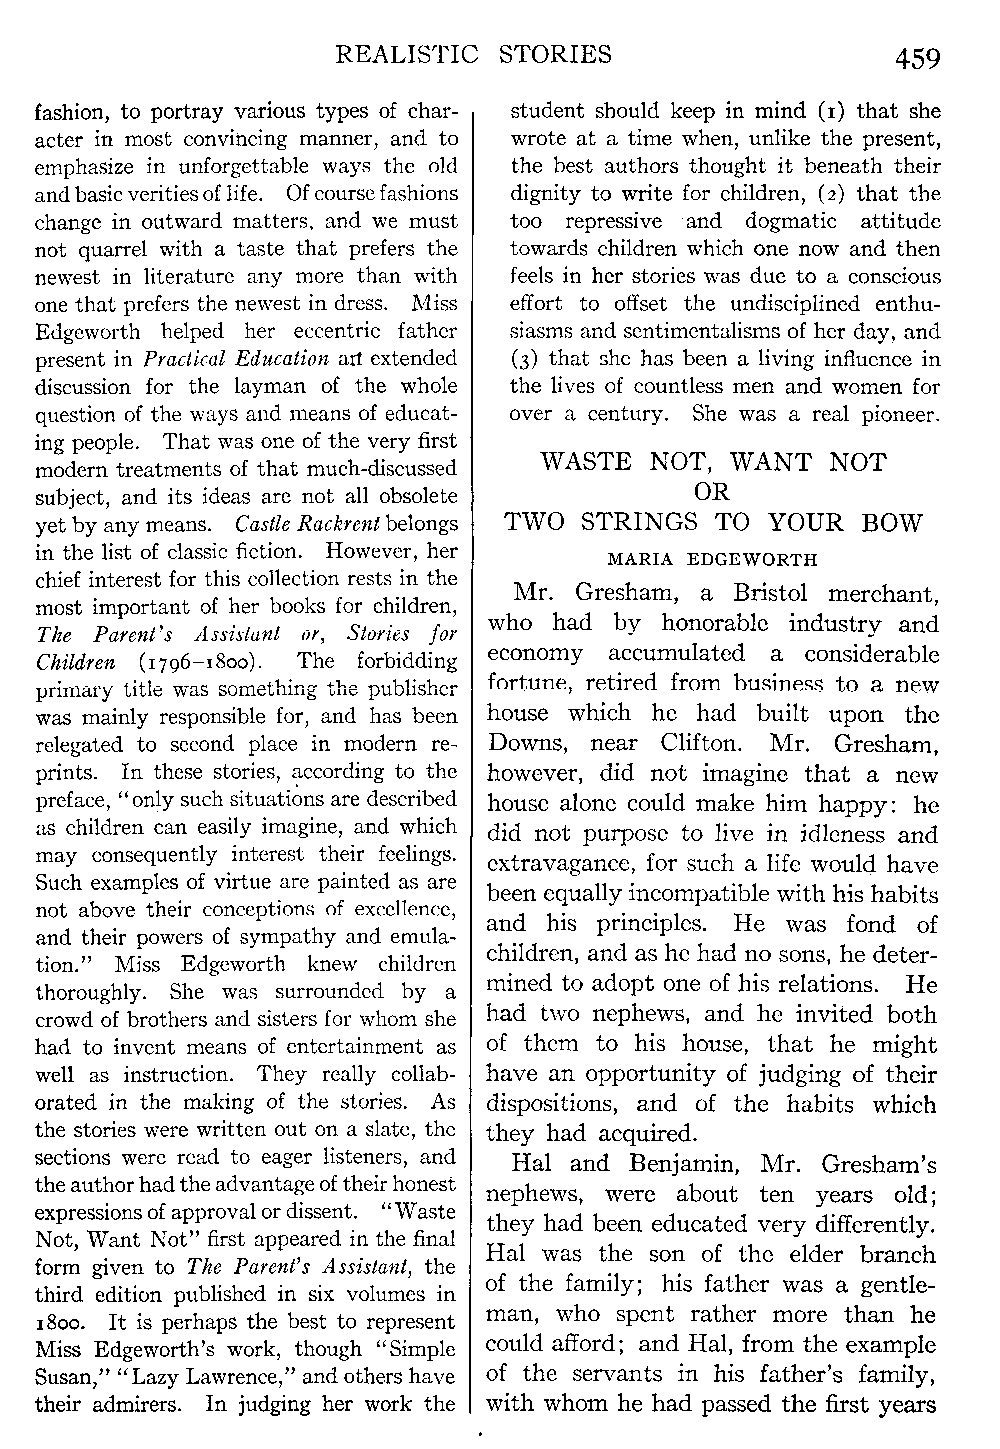 REALISTIC STORIES 459
fashion, to portray various types of char-
acter in most convincing manner, and to
emphasize in unforgettable ways the old
and basic verities of life. Of course fashions
change in outward matters, and we must
not quarrel with a taste that prefers the
newest in literature any more than with
one that prefers the newest in dress. Miss
Edgeworth helped her eccentric father
present in Practical Education an extended
discussion for the layman of the whole
question of the ways and means of educat-
ing people. That was one of the very first
modern treatments of that much-discussed
subject, and its ideas are not all obsolete
yet by any means. Castle Rackrent belongs
in the list of classic fiction. However, her
chief interest for this collection rests in the
most important of her books for children,
The Parent's Assistant or, Stories for
Children (1796–1800). The forbidding
primary title was something the publisher
was mainly responsible for, and has been
relegated to second place in modern re-
prints. In these stories, according to the
preface, "only such situations are described
as children can easily imagine, and which
may consequently interest their feelings.
Such examples of virtue are painted as are
not above their conceptions of excellence,
and their powers of sympathy and emula-
tion." Miss Edgeworth knew children
thoroughly. She was surrounded by a
crowd of brothers and sisters for whom she
had to invent means of entertainment as
well as instruction. They really collab-
orated in the making of the stories. As
the stories were written out on a slate, the
sections were read to eager listeners, and
the author had the advantage of their honest
expressions of approval or dissent. "Waste
Not, Want Not" first appeared in the final
form given to The Parent's Assistant, the
third edition published in six volumes in
1800. It is perhaps the best to represent
Miss Edgeworth's work, though "Simple
Susan," "Lazy Lawrence," and others have
their admirers. In judging her work the
student should keep in mind (1) that she
wrote at a time when, unlike the present,
the best authors thought it beneath their
dignity to write for children, (2) that the
too repressive and dogmatic attitude
towards children which one now and then
feels in her stories was due to a conscious
effort to offset the undisciplined enthu-
siasms and sentimentalisms of her day, and
(3) that she has been a living influence in
the lives of countless men and women for
over a century. She was a real pioneer.
WASTE NOT, WANT NOT
OR
TWO STRINGS TO YOUR BOW
MARIA EDGEWORTH
Mr. Gresham, a Bristol merchant,
who had by honorable industry and
economy accumulated a considerable
fortune, retired from business to a new
house which he had built upon the
Downs, near Clifton. Mr. Gresham,
however, did not imagine that a new
house alone could make him happy: he
did not purpose to live in idleness and
extravagance, for such a life would have
been equally incompatible with his habits
and his principles. He was fond of
children, and as he had no sons, he deter-
mined to adopt one of his relations. He
had two nephews, and he invited both
of them to his house, that he might
have an opportunity of judging of their
dispositions, and of the habits which
they had acquired.
Hal and Benjamin, Mr. Gresham's
nephews, were about ten years old;
they had been educated very differently.
Hal was the son of the elder branch
of the family; his father was a gentle-
man, who spent rather more than he
could afford; and Hal, from the example
of the servants in his father's family,
with whom he had passed the first years